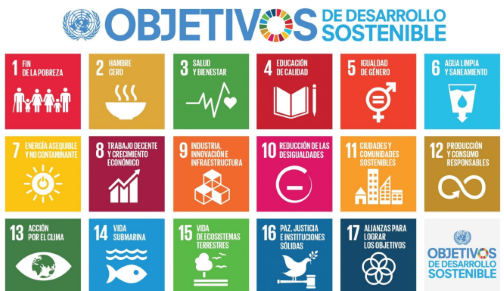 OBJETIVOS DE DESARROLLO
SOSTENIBLE
1 FIN
DE LA POBREZA
2 HAMBRE
CERO
3 SALUD
Y BIENESTAR
4 EDUCACIÓN
DE CALIDAD
5 IGUALDAD
DE GÉNERO
6 AGUA LIMPIA
Y SANEAMIENTO
7 ENERGÍA ASEQUIBLE
Y NO CONTAMINANTE
8 TRABAJO DECENTE
Y CRECIMIENTO
ECONÓMICO
9 INDUSTRIA,
INNOVACIÓN E
INFRAESTRUCTURA
10 REDUCCIÓN DE LAS
DESIGUALDADES
11 CIUDADES Y
COMUNIDADES
SOSTENIBLES
12 PRODUCCIÓN
Y CONSUMO
RESPONSABLES
13 ACCIÓN
POR EL CLIMA
14 VIDA
SUBMARINA
15 VIDA
DE ECOSISTEMAS
TERRESTRES
16 PAZ, JUSTICIA
E INSTITUCIONES
SÓLIDAS
17 ALIANZAS PARA
LOGRAR
LOS OBJETIVOS
OBJETIVOS
DE DESARROLLO
SOSTENIBLE